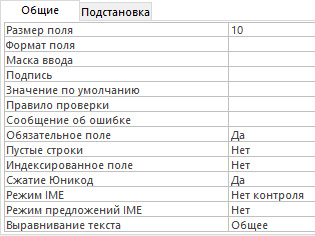 Общие Подстановка
Размер поля 10
Формат поля
Маска ввода
Подпись
Значение по умолчанию
Правило проверки
Сообщение об ошибке
Обязательное поле Да
Пустые строки Нет
Индексированное поле Нет
Сжатие Юникод Да
Режим IME Нет контроля
Режим предложений IME Нет
Выравнивание текста Общее